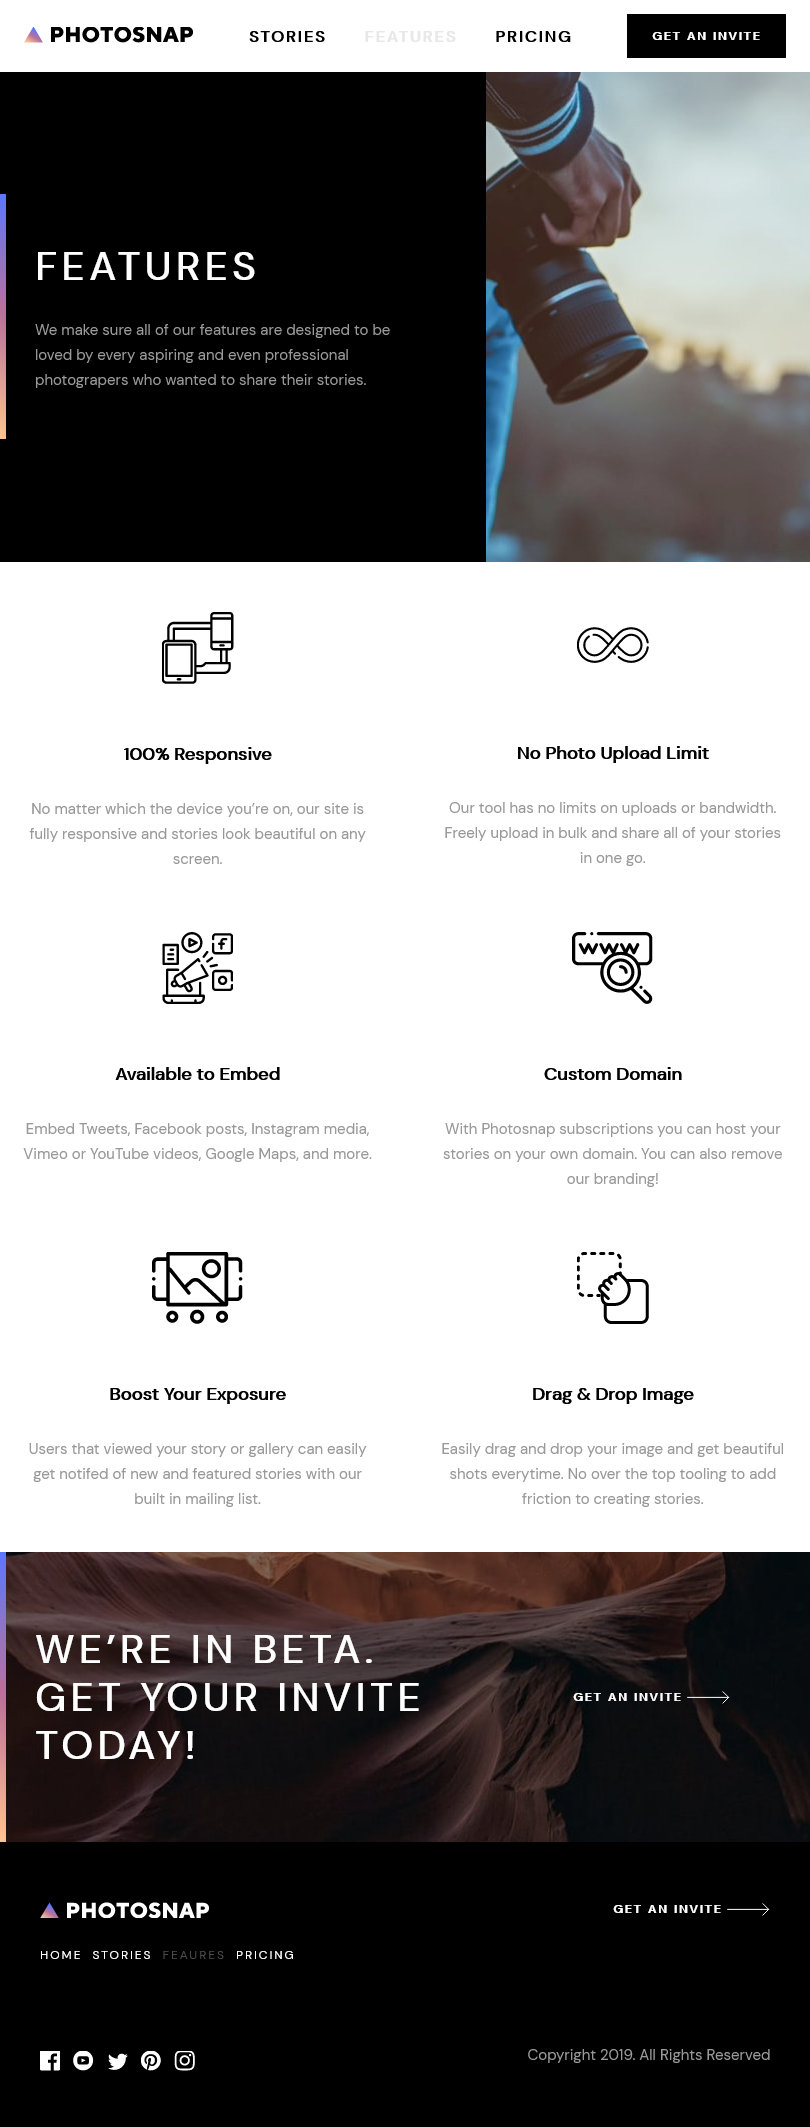 PHOTOSNAP
STORIES
FEATURES
PRICING
GET AN INVITE
FEATURES
We make sure all of our features are designed to be
loved by every aspiring and even professional
photograpers who wanted to share their stories.
100% Responsive
No matter which the device you’re on, our site is
fully responsive and stories look beautiful on any
screen.
No Photo Upload Limit
Our tool has no limits on uploads or bandwidth.
Freely upload in bulk and share all of your stories
in one go.
f
WWW
Available to Embed
Embed Tweets, Facebook posts, Instagram media,
Vimeo or YouTube videos, Google Maps, and more.
Custom Domain
With Photosnap subscriptions you can host your
stories on your own domain. You can also remove
our branding!
Boost Your Exposure
Users that viewed your story or gallery can easily
get notifed of new and featured stories with our
built in mailing list.
Drag & Drop Image
Easily drag and drop your image and get beautiful
shots everytime. No over the top tooling to add
friction to creating stories.
WE’RE IN BETA.
GET YOUR INVITE
TODAY!
GET AN INVITE
PHOTOSNAP
GET AN INVITE
HOME STORIES FEAURES PRICING
Copyright 2019. All Rights Reserved